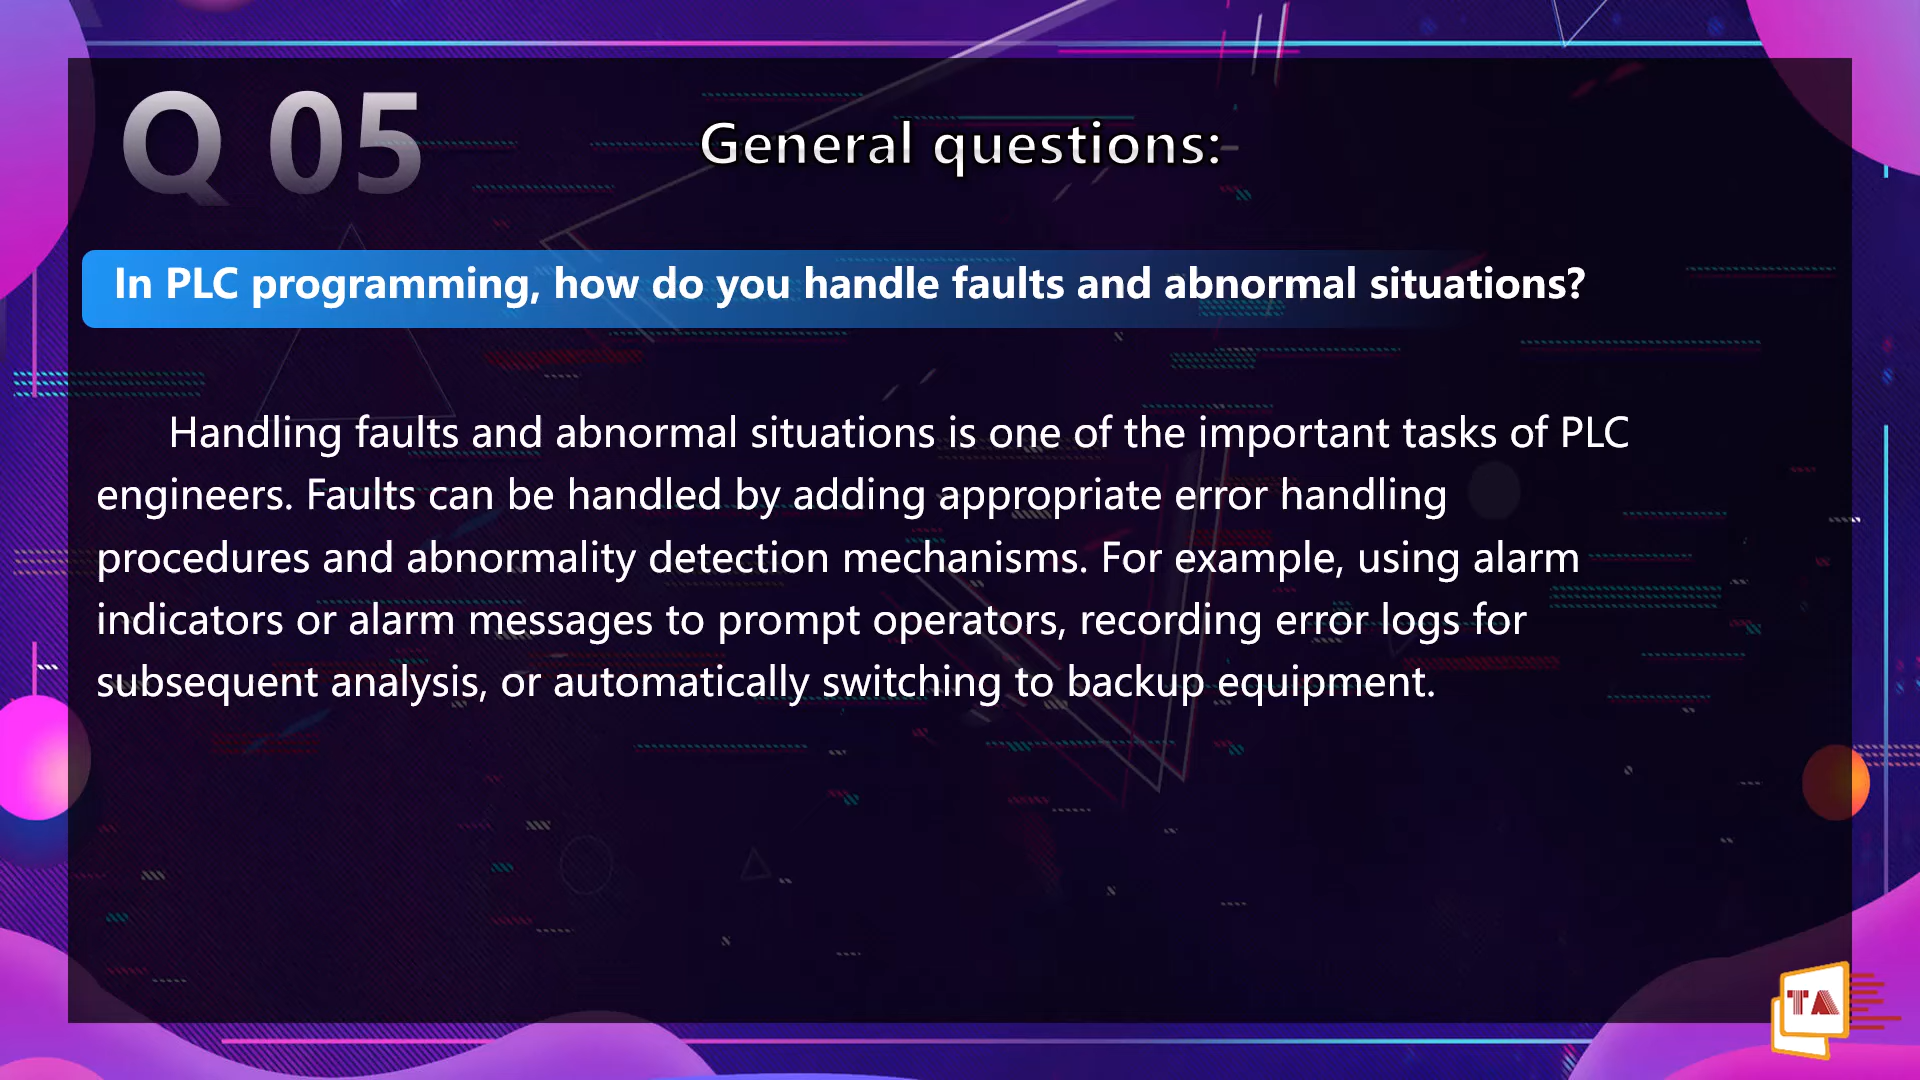 Q 05
General questions:-
In PLC programming, how do you handle faults and abnormal situations?
Handling faults and abnormal situations is one of the important tasks of PLC
engineers. Faults can be handled by adding appropriate error handling
procedures and abnormality detection mechanisms. For example, using alarm
indicators or alarm messages to prompt operators, recording error logs for
subsequent analysis, or automatically switching to backup equipment.
TA